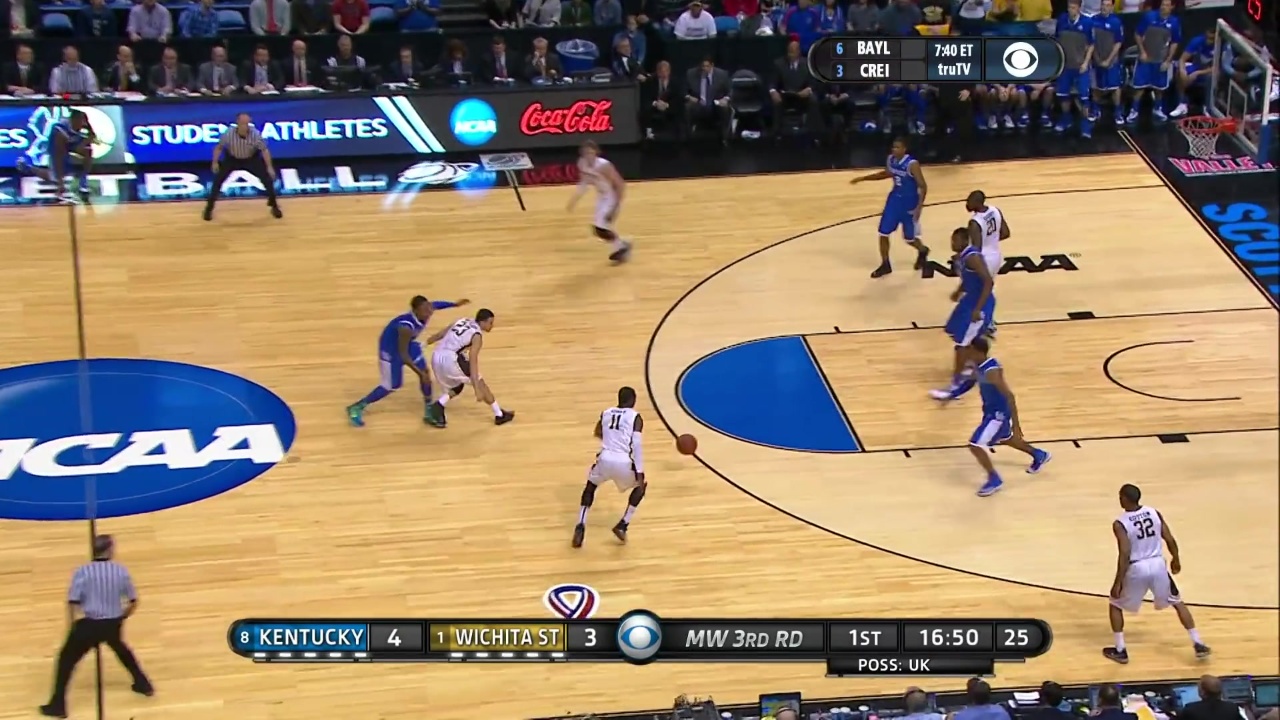 6 BAYL 7:40 ET
3 CREI truTV
STUDENT ATHLETES
NCAA
Coca-Cola
20
NCAA
23
11
NCAA
32
8 KENTUCKY 4 1 WICHITA ST 3 MW 3RD RD 1ST 16:50 25
POSS: UK